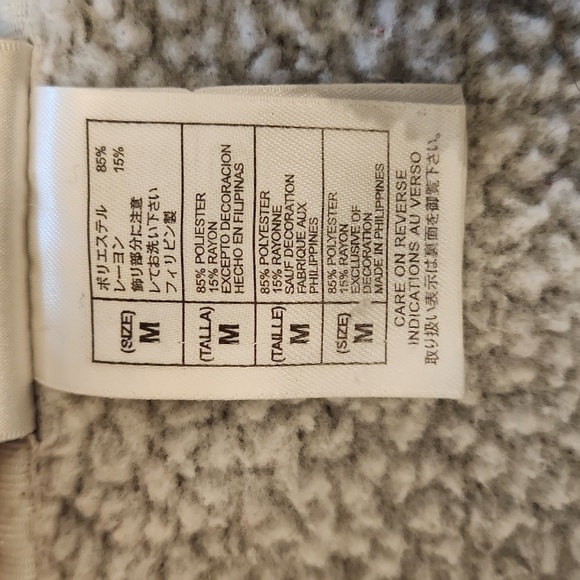 (SIZE)
M
ポリエステル 85%
レーヨン 15%
飾り部分に注意
してお洗い下さい
フィリピン製
(TALLA)
M
85% POLIESTER
15% RAYON
EXCEPTO DECORACION
HECHO EN FILIPINAS
(TAILLE)
M
85% POLYESTER
15% RAYONNE
SAUF DECORATION
FABRIQUE AUX
PHILIPPINES
(SIZE)
M
85% POLYESTER
15% RAYON
EXCLUSIVE OF
DECORATION
MADE IN PHILIPPINES
CARE ON REVERSE
INDICATIONS AU VERSO
取り扱い表示は裏面を御覧下さい。